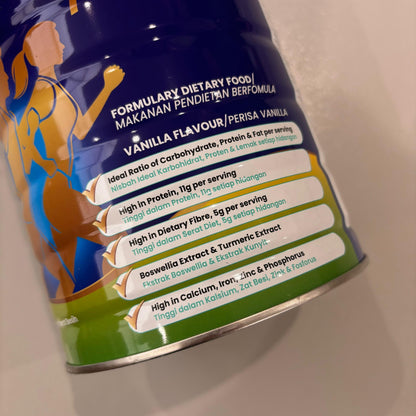 FORMULARY DIETARY FOOD/
MAKANAN PENDIETAN BERFOMULA
VANILLA FLAVOUR/PERISA VANILLA
Ideal Ratio of Carbohydrate, Protein & Fat per serving
Nisbah Ideal Karbohidrat, Proten & Lemak setiap hidangan
High in Protein, 11g per serving
Tinggi dalam Protein, 11g setiap hidangan
High in Dietary Fibre, 5g per serving
Tinggi dalam Serat Diet, 5g setiap hidangan
Boswellia Extract & Turmeric Extract
Ekstrak Boswellia & Ekstrak Kunyit
High in Calcium, Iron, Zinc & Phosphorus
Tinggi dalam Kalsium, Zat Besi, Zink & Fosforus